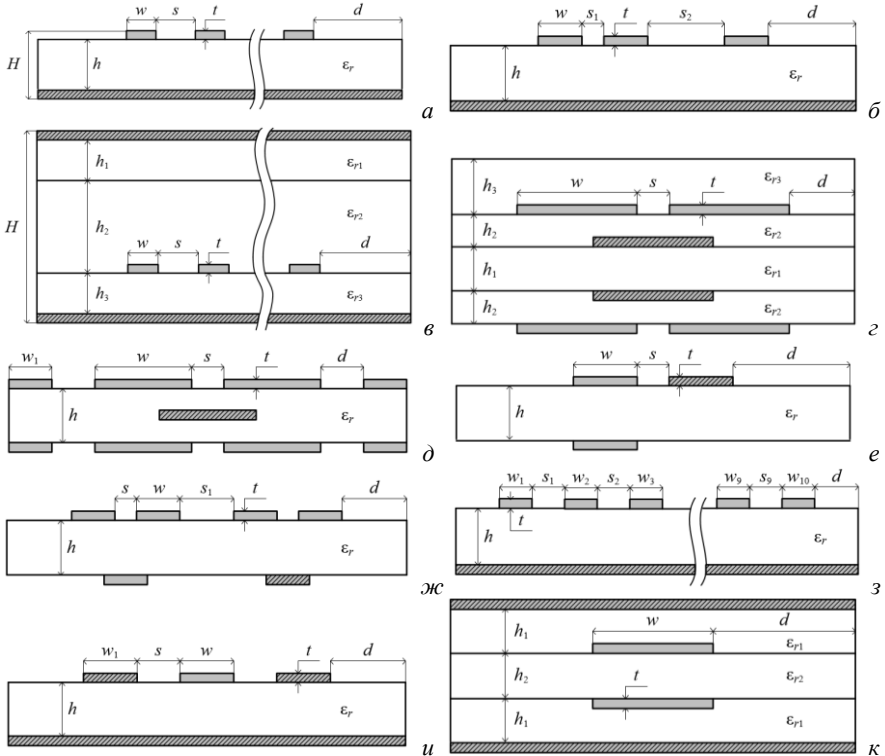 w s t d
H h εr
а
w s1 t s2 d
h εr
б
h1 εr1
H h2 εr2
w s t d
h3 εr3
в
h3 w s t εr3 d
h2 εr2
h1 εr1
h2 εr2
г
w1 w s t d
h εr
д
w s t d
h εr
е
s w s1 t d
h εr
ж
w1 s1 w2 s2 w3 w9 s9 w10 d
t
h εr
з
w1 s w t d
h εr
и
h1 w d
εr1
h2 εr2
t
h1 εr1
к